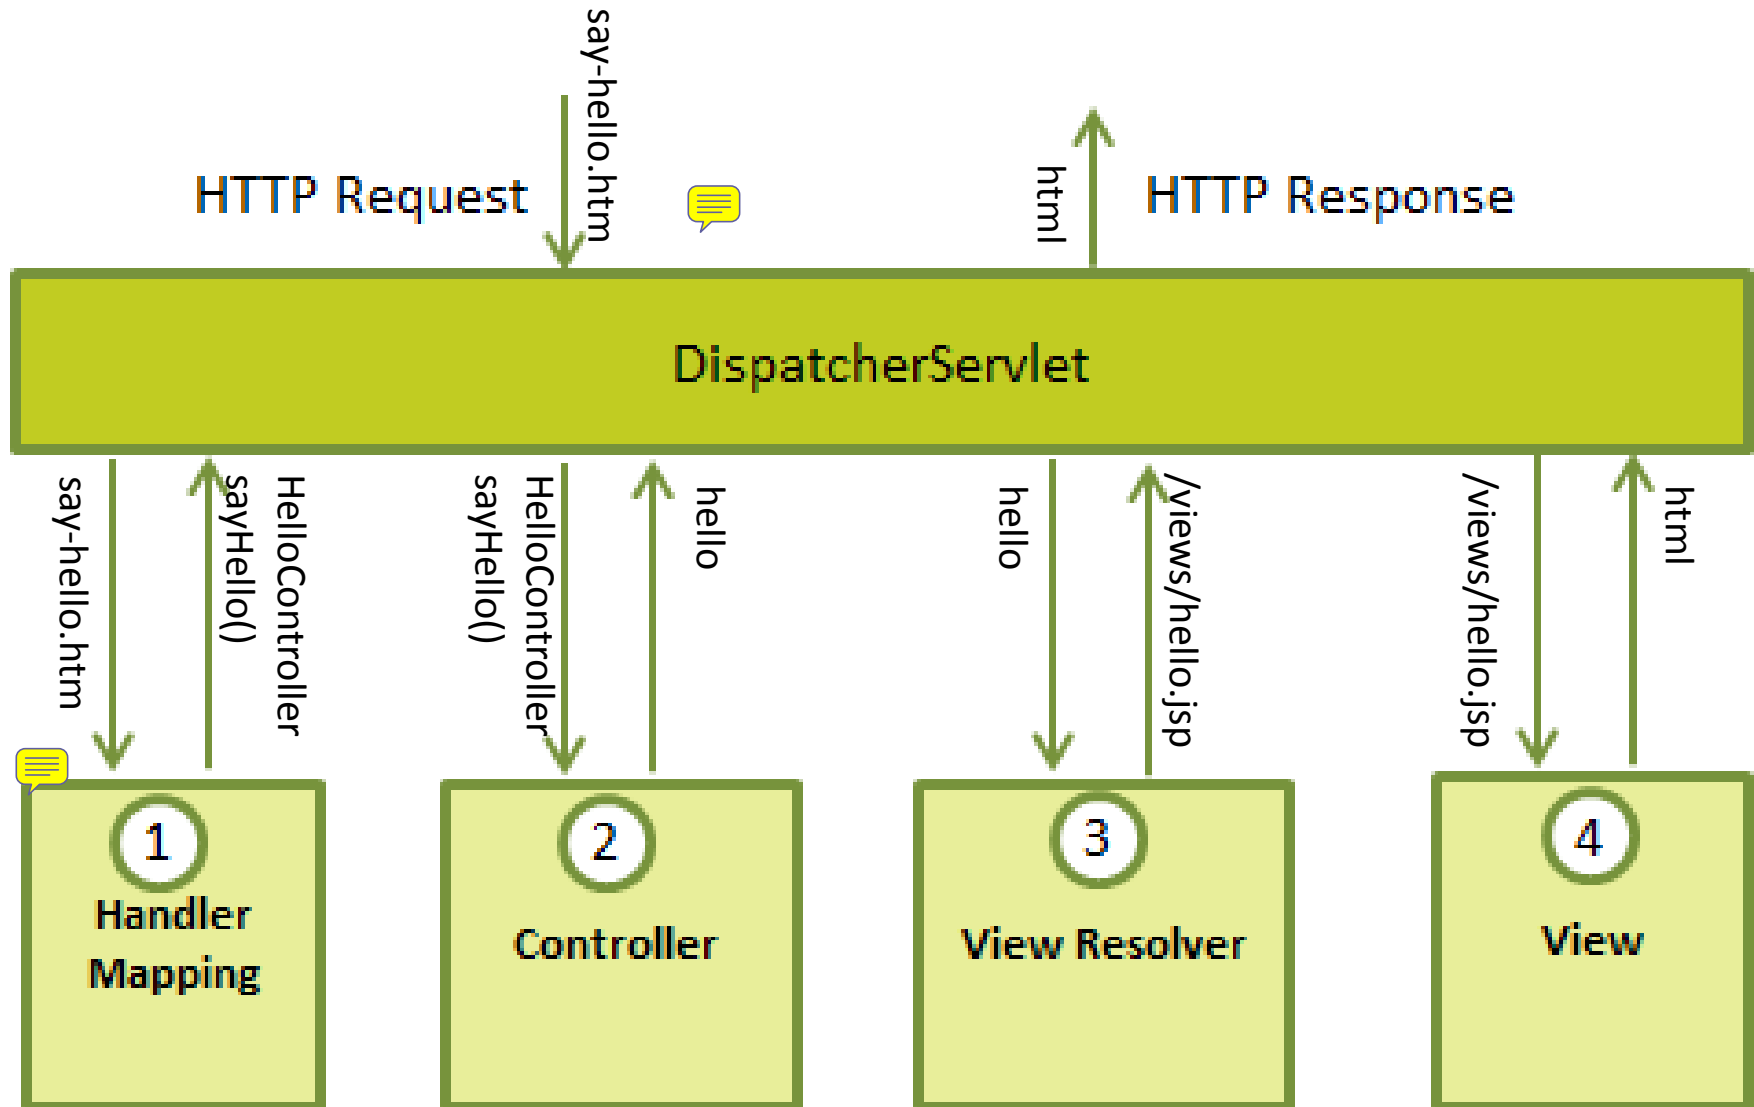 say-hello.htm
HTTP Request
html
HTTP Response
DispatcherServlet
say-hello.htm
HelloController
sayHello()
HelloController
sayHello()
hello
hello
/views/hello.jsp
/views/hello.jsp
html
1
Handler
Mapping
2
Controller
3
View Resolver
4
View